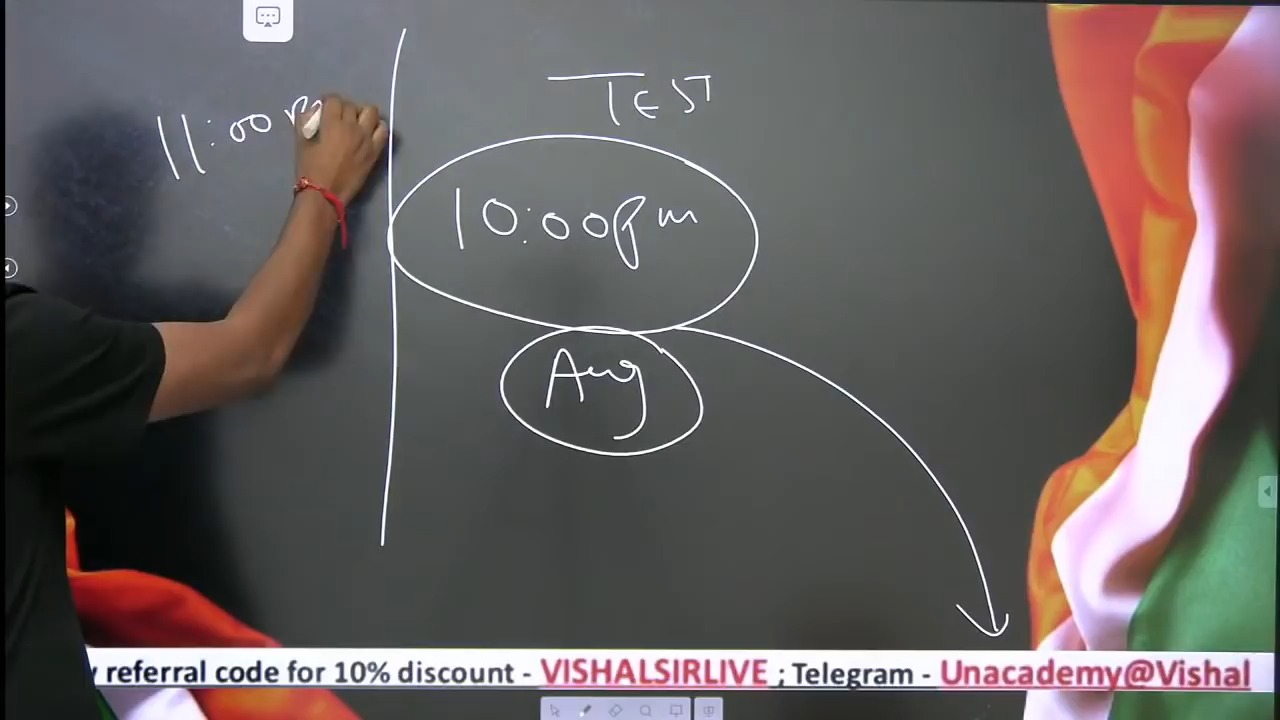 TEST
11:00 P
10:00pm
Aug
referral code for 10% discount - VISHALSIRLIVE ; Telegram - Unacademy@Vishal